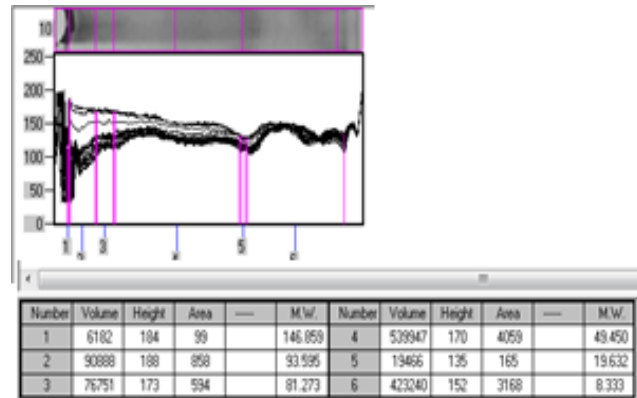 10
250
200
150
100
50
0
1 3 5
Number Volume Height Area ---- M.W. Number Volume Height Area ---- M.W.
1 6182 184 99 146.859 4 539947 170 4059 49.450
2 90888 188 858 93.595 5 19466 135 165 19.632
3 76751 173 594 81.273 6 423240 152 3168 8.333